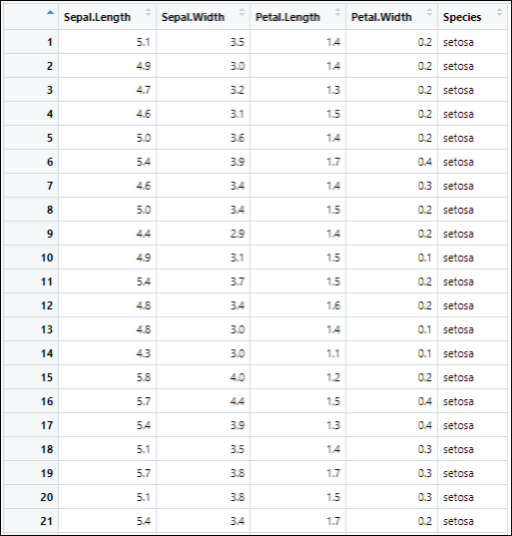 Sepal.Length Sepal.Width Petal.Length Petal.Width Species
1 5.1 3.5 1.4 0.2 setosa
2 4.9 3.0 1.4 0.2 setosa
3 4.7 3.2 1.3 0.2 setosa
4 4.6 3.1 1.5 0.2 setosa
5 5.0 3.6 1.4 0.2 setosa
6 5.4 3.9 1.7 0.4 setosa
7 4.6 3.4 1.4 0.3 setosa
8 5.0 3.4 1.5 0.2 setosa
9 4.4 2.9 1.4 0.2 setosa
10 4.9 3.1 1.5 0.1 setosa
11 5.4 3.7 1.5 0.2 setosa
12 4.8 3.4 1.6 0.2 setosa
13 4.8 3.0 1.4 0.1 setosa
14 4.3 3.0 1.1 0.1 setosa
15 5.8 4.0 1.2 0.2 setosa
16 5.7 4.4 1.5 0.4 setosa
17 5.4 3.9 1.3 0.4 setosa
18 5.1 3.5 1.4 0.3 setosa
19 5.7 3.8 1.7 0.3 setosa
20 5.1 3.8 1.5 0.3 setosa
21 5.4 3.4 1.7 0.2 setosa